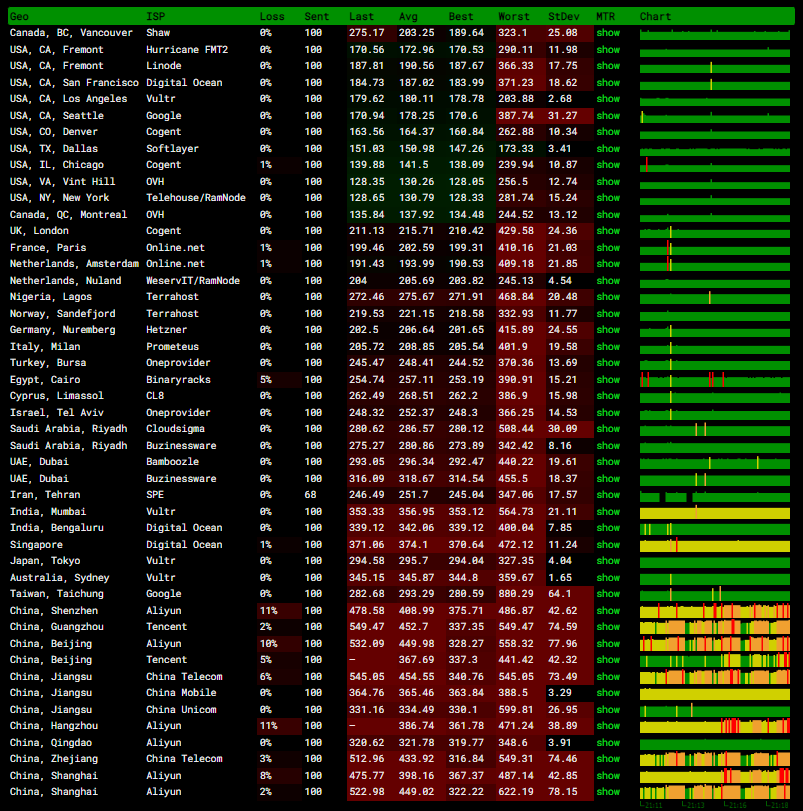 Geo ISP Loss Sent Last Avg Best Worst StDev MTR Chart
Canada, BC, Vancouver Shaw 0% 100 275.17 203.25 189.64 323.1 25.08 show
USA, CA, Fremont Hurricane FMT2 0% 100 170.56 172.96 170.53 290.11 11.98 show
USA, CA, Fremont Linode 0% 100 187.81 190.56 187.67 366.33 17.75 show
USA, CA, San Francisco Digital Ocean 0% 100 184.73 187.02 183.99 371.23 18.62 show
USA, CA, Los Angeles Vultr 0% 100 179.62 180.11 178.78 203.88 2.68 show
USA, CA, Seattle Google 0% 100 170.94 178.25 170.6 387.74 31.27 show
USA, CO, Denver Cogent 0% 100 163.56 164.37 160.84 262.88 10.34 show
USA, TX, Dallas Softlayer 0% 100 151.03 150.98 147.26 173.33 3.41 show
USA, IL, Chicago Cogent 1% 100 139.88 141.5 138.09 239.94 10.87 show
USA, VA, Vint Hill OVH 0% 100 128.35 130.26 128.05 256.5 12.74 show
USA, NY, New York Telehouse/RamNode 0% 100 128.65 130.79 128.33 281.74 15.24 show
Canada, QC, Montreal OVH 0% 100 135.84 137.92 134.48 244.52 13.12 show
UK, London Cogent 0% 100 211.13 215.71 210.42 429.58 24.36 show
France, Paris Online.net 1% 100 199.46 202.59 199.31 410.16 21.03 show
Netherlands, Amsterdam Online.net 1% 100 191.43 193.99 190.53 409.18 21.85 show
Netherlands, Nuland WeservIT/RamNode 0% 100 204 205.69 203.82 245.13 4.54 show
Nigeria, Lagos Terrahost 0% 100 272.46 275.67 271.91 468.84 20.48 show
Norway, Sandefjord Terrahost 0% 100 219.53 221.15 218.58 332.93 11.77 show
Germany, Nuremberg Hetzner 0% 100 202.5 206.64 201.65 415.89 24.55 show
Italy, Milan Prometeus 0% 100 205.72 208.85 205.54 401.9 19.58 show
Turkey, Bursa Oneprovider 0% 100 245.47 248.41 244.52 370.36 13.69 show
Egypt, Cairo Binaryracks 5% 100 254.74 257.11 253.19 390.91 15.21 show
Cyprus, Limassol CL8 0% 100 262.49 268.51 262.2 386.9 15.98 show
Israel, Tel Aviv Oneprovider 0% 100 248.32 252.37 248.3 366.25 14.53 show
Saudi Arabia, Riyadh Cloudsigma 0% 100 280.62 286.57 280.12 508.44 30.09 show
Saudi Arabia, Riyadh Buzinessware 0% 100 275.27 280.86 273.89 342.42 8.16 show
UAE, Dubai Bamboozle 0% 100 293.05 296.34 292.47 440.22 19.61 show
UAE, Dubai Buzinessware 0% 100 316.09 318.67 314.54 455.5 18.37 show
Iran, Tehran SPE 0% 68 246.49 251.7 245.04 347.06 17.57 show
India, Mumbai Vultr 0% 100 353.33 356.95 353.12 564.73 21.11 show
India, Bengaluru Digital Ocean 0% 100 339.12 342.06 339.12 400.04 7.85 show
Singapore Digital Ocean 1% 100 371.06 374.1 370.64 472.12 11.24 show
Japan, Tokyo Vultr 0% 100 294.58 295.7 294.04 327.35 4.04 show
Australia, Sydney Vultr 0% 100 345.15 345.87 344.8 359.67 1.65 show
Taiwan, Taichung Google 0% 100 282.68 293.29 280.59 880.29 64.1 show
China, Shenzhen Aliyun 11% 100 478.58 408.99 375.71 486.87 42.62 show
China, Guangzhou Tencent 2% 100 549.47 452.7 337.35 549.47 74.59 show
China, Beijing Aliyun 10% 100 532.09 449.98 328.27 558.32 77.96 show
China, Beijing Tencent 5% 100 – 367.69 337.3 441.42 42.32 show
China, Jiangsu China Telecom 6% 100 545.05 454.55 340.76 545.05 73.49 show
China, Jiangsu China Mobile 0% 100 364.76 365.46 363.84 388.5 3.29 show
China, Jiangsu China Unicom 0% 100 331.16 334.49 330.1 599.81 26.95 show
China, Hangzhou Aliyun 11% 100 – 386.74 361.78 471.24 38.89 show
China, Qingdao Aliyun 0% 100 320.62 321.78 319.77 348.6 3.91 show
China, Zhejiang China Telecom 3% 100 512.96 433.92 316.84 549.31 74.46 show
China, Shanghai Aliyun 8% 100 475.77 398.16 367.37 487.14 42.85 show
China, Shanghai Aliyun 2% 100 522.98 449.02 322.22 622.19 78.15 show
21:11 21:13 21:16 21:18